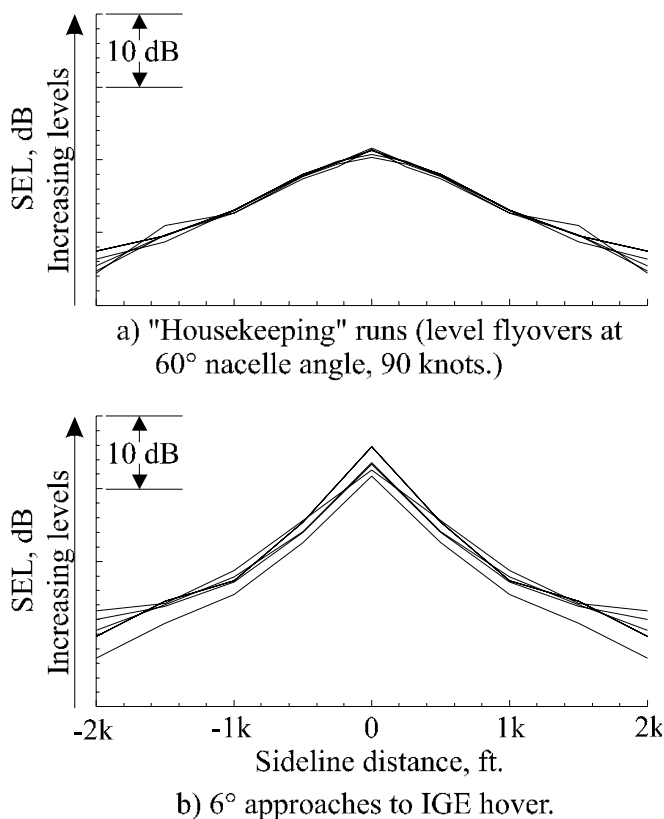 10 dB
SEL, dB
Increasing levels
a) "Housekeeping" runs (level flyovers at
60° nacelle angle, 90 knots.)
10 dB
SEL, dB
Increasing levels
-2k -1k 0 1k 2k
Sideline distance, ft.
b) 6° approaches to IGE hover.